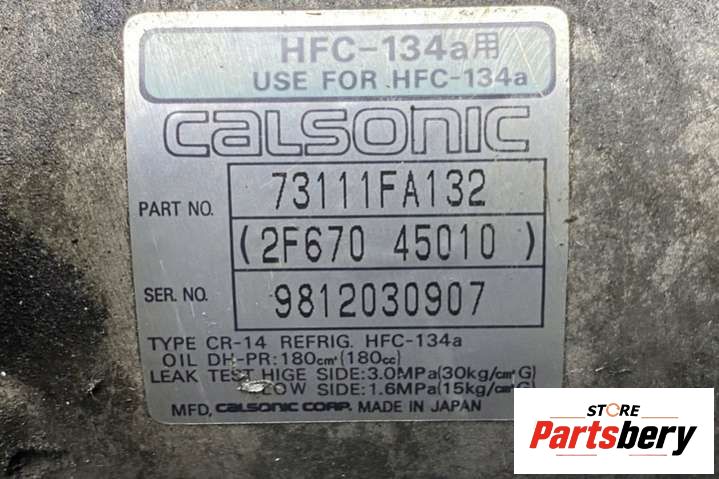 HFC-134a用
USE FOR HFC-134a
CALSONIC
PART NO. 73111FA132
(2F670 45010 )
SER. NO. 9812030907
TYPE CR-14 REFRIG. HFC-134a
OIL DH-PR:180cm³(180cc)
LEAK TEST HIGE SIDE:3.0MPa(30kg/cm²G)
LOW SIDE:1.6MPa(15kg/cm²G)
MFD. CALSONIC CORP. MADE IN JAPAN
STORE
Partsbery